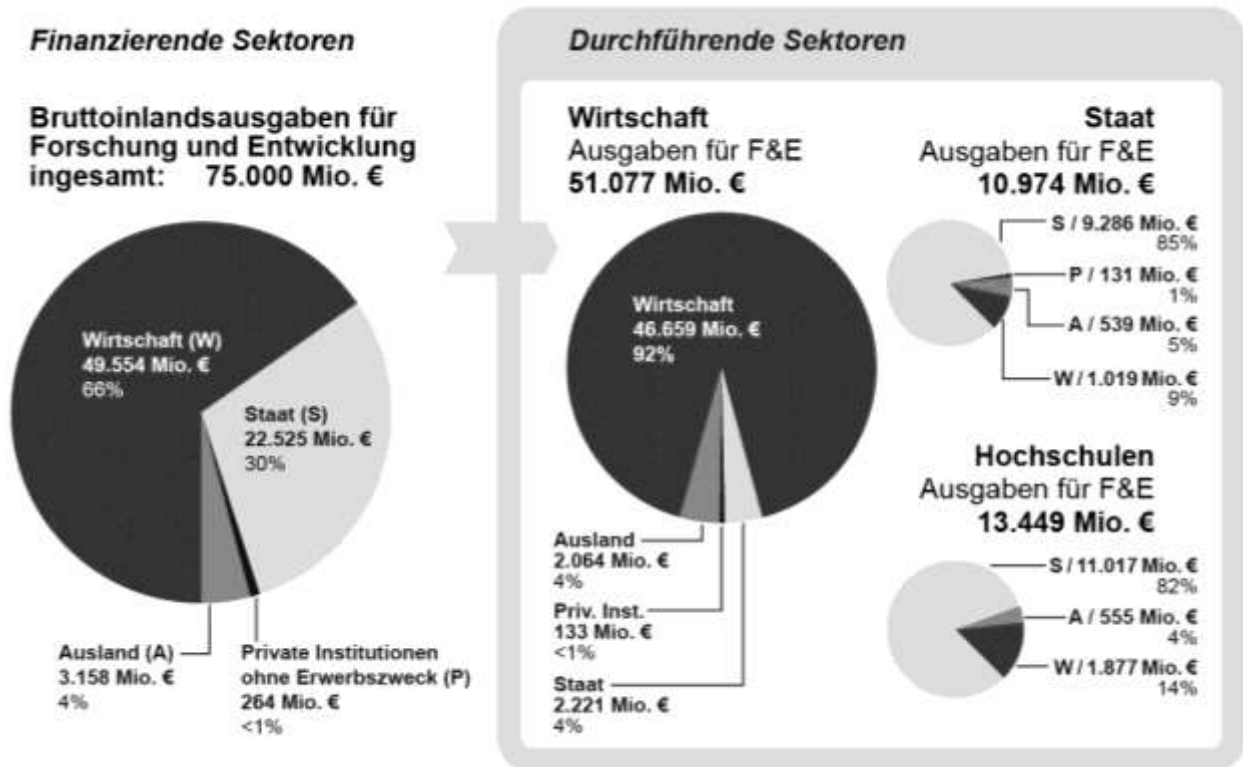 Finanzierende Sektoren
Bruttoinlandsausgaben für
Forschung und Entwicklung
ingesamt: 75.000 Mio. €
Wirtschaft (W)
49.554 Mio. €
66%
Staat (S)
22.525 Mio. €
30%
Ausland (A)
3.158 Mio. €
4%
Private Institutionen
ohne Erwerbszweck (P)
264 Mio. €
<1%
Durchführende Sektoren
Wirtschaft
Ausgaben für F&E
51.077 Mio. €
Wirtschaft
46.659 Mio. €
92%
Ausland
2.064 Mio. €
4%
Priv. Inst.
133 Mio. €
<1%
Staat
2.221 Mio. €
4%
Staat
Ausgaben für F&E
10.974 Mio. €
S / 9.286 Mio. €
85%
P / 131 Mio. €
1%
A / 539 Mio. €
5%
W / 1.019 Mio. €
9%
Hochschulen
Ausgaben für F&E
13.449 Mio. €
S / 11.017 Mio. €
82%
A / 555 Mio. €
4%
W / 1.877 Mio. €
14%